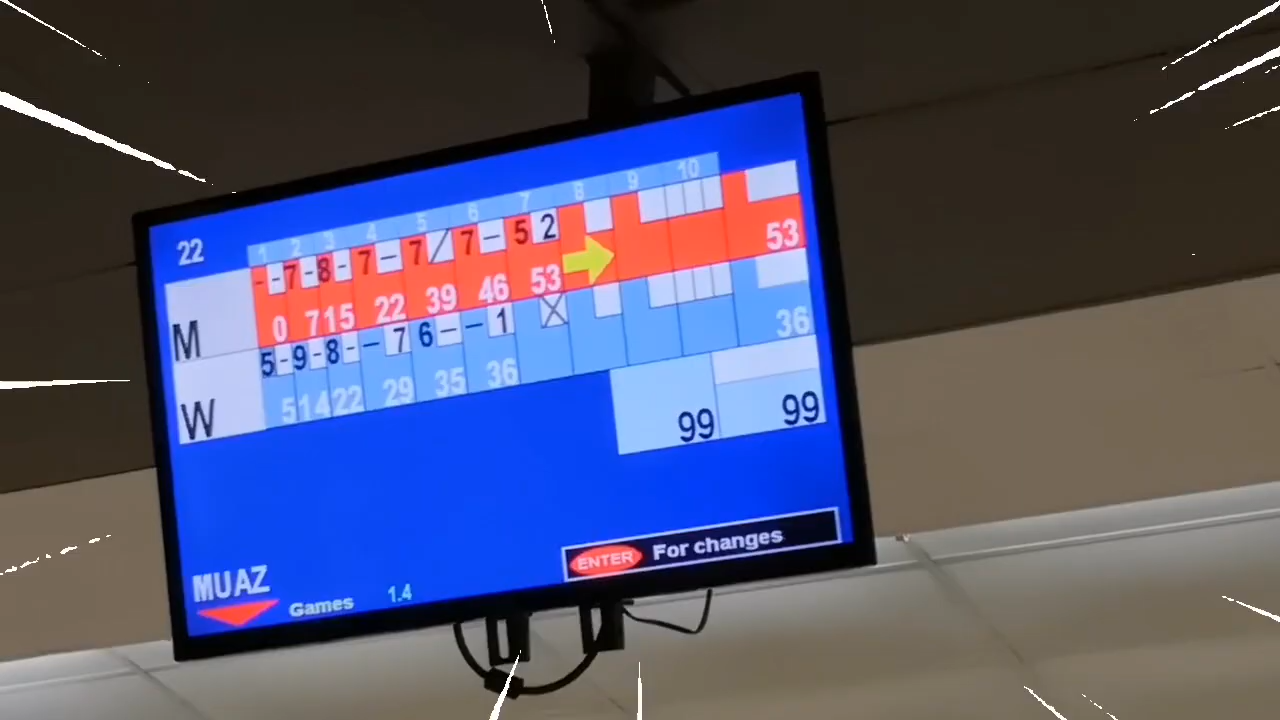 22
1 2 3 4 5 6 7 8 9 10
- - 7 - 8 - 7 - 7 / 7 - 5 2
M 0 7 15 22 39 46 53 53
5 - 9 - 8 - - 7 6 - - 1 X
W 5 14 22 29 35 36 36
99 99
ENTER For changes
MUAZ
Games 1.4